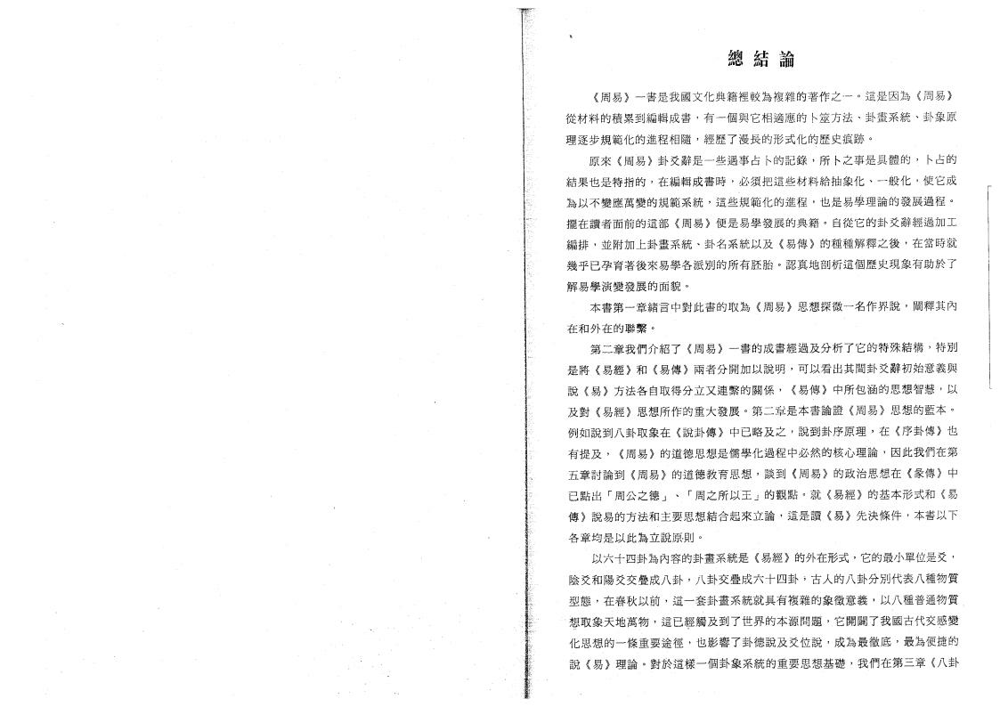 總結論
《周易》一書是我國文化典籍裡較為複雜的著作之一。這是因為《周易》
從材料的積累到編輯成書，有一個與它相適應的卜筮方法、卦畫系統、卦象原
理逐步規範化的進程相隨，經歷了漫長的形式化的歷史痕跡。
原來《周易》卦爻辭是一些遇事占卜的記錄，所卜之事是具體的，卜占的
結果也是特指的，在編輯成書時，必須把這些材料給抽象化、一般化，使它成
為以不變應萬變的規範系統，這些規範化的進程，也是易學理論的發展過程。
擺在讀者面前的這部《周易》便是易學發展的典籍。自從它的卦爻辭經過加工
編排，並附加上卦畫系統、卦名系統以及《易傳》的種種解釋之後，在當時就
幾乎已孕育著後來易學各派別的所有胚胎。認真地剖析這個歷史現象有助於了
解易學演變發展的面貌。
本書第一章緒言中對此書的取為《周易》思想探微一名作界說，闡釋其內
在和外在的聯繫。
第二章我們介紹了《周易》一書的成書經過及分析了它的特殊結構，特別
是將《易經》和《易傳》兩者分開加以說明，可以看出其間卦爻辭初始意義與
說《易》方法各自取得分立又連繫的關係，《易傳》中所包涵的思想智慧，以
及對《易經》思想所作的重大發展。第二章是本書論證《周易》思想的藍本。
例如說到八卦取象在《說卦傳》中已略及之，說到卦序原理，在《序卦傳》也
有提及，《周易》的道德思想是儒學化過程中必然的核心理論，因此我們在第
五章討論到《周易》的道德教育思想，談到《周易》的政治思想在《彖傳》中
已點出「周公之德」、「周之所以王」的觀點。就《易經》的基本形式和《易
傳》說易的方法和主要思想結合起來立論，這是讀《易》先決條件，本書以下
各章均是以此為立說原則。
以六十四卦為內容的卦畫系統是《易經》的外在形式，它的最小單位是爻，
陰爻和陽爻交疊成八卦，八卦交疊成六十四卦，古人的八卦分別代表八種物質
型態，在春秋以前，這一套卦畫系統就具有複雜的象徵意義，以八種普通物質
想取象天地萬物，這已經觸及到了世界的本源問題，它開闢了我國古代交感變
化思想的一條重要途徑，也影響了卦德說及爻位說，成為最徹底，最為便捷的
說《易》理論。對於這樣一個卦象系統的重要思想基礎，我們在第三章《八卦